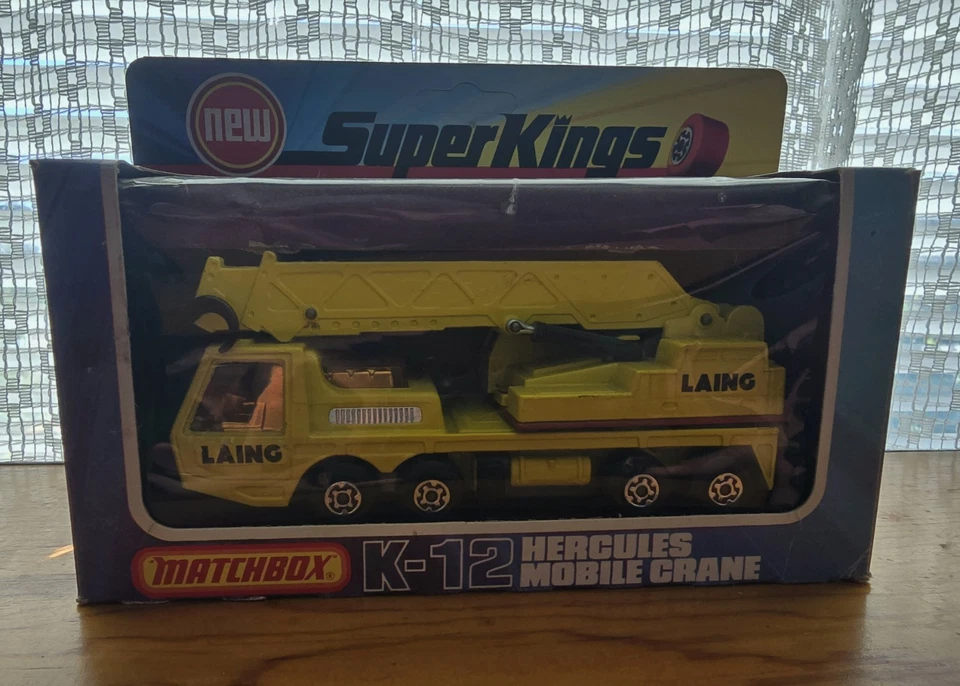 new
SuperKings
LAING
LAING
MATCHBOX®
K-12
HERCULES
MOBILE CRANE